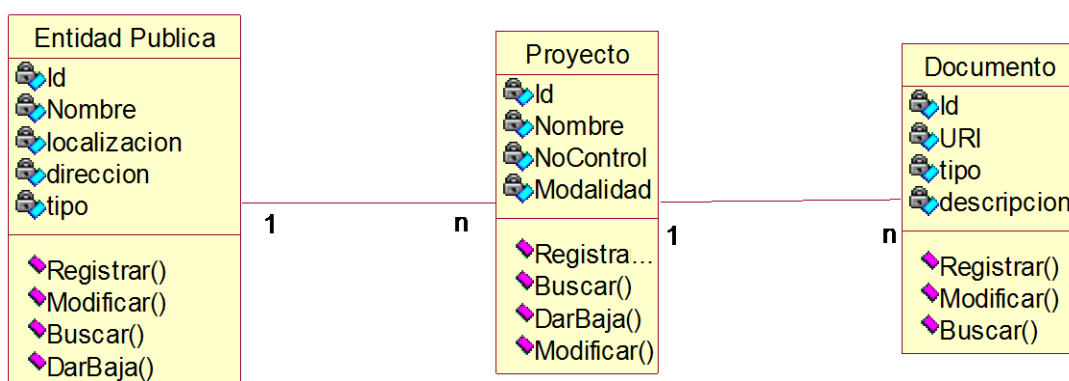 Entidad Publica
Id
Nombre
localizacion
direccion
tipo
Registrar()
Modificar()
Buscar()
DarBaja()
1
n
Proyecto
Id
Nombre
NoControl
Modalidad
Registra...
Buscar()
DarBaja()
Modificar()
1
n
Documento
Id
URI
tipo
descripcion
Registrar()
Modificar()
Buscar()